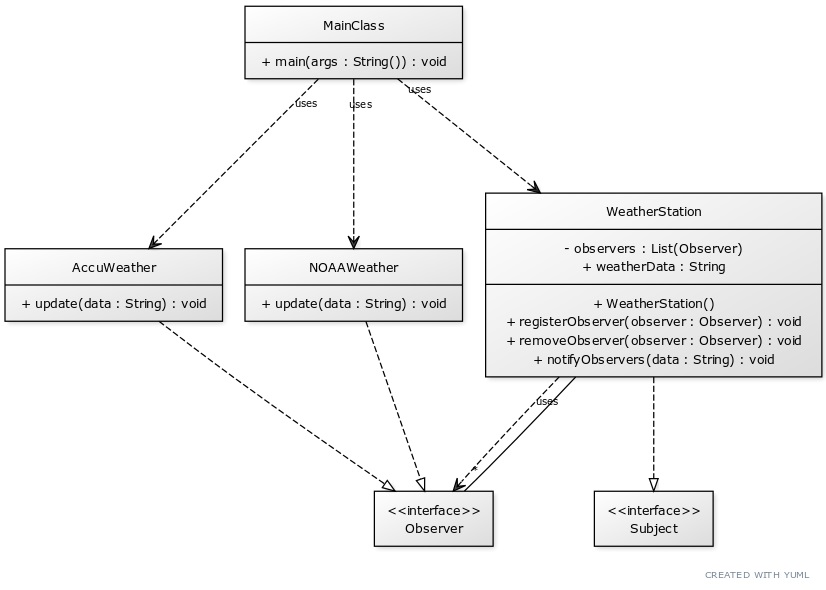 MainClass
+ main(args : String()) : void
uses
uses
uses
WeatherStation
- observers : List(Observer)
+ weatherData : String
+ WeatherStation()
+ registerObserver(observer : Observer) : void
+ removeObserver(observer : Observer) : void
+ notifyObservers(data : String) : void
AccuWeather
+ update(data : String) : void
NOAAWeather
+ update(data : String) : void
uses
*
<<interface>>
Observer
<<interface>>
Subject
CREATED WITH YUML